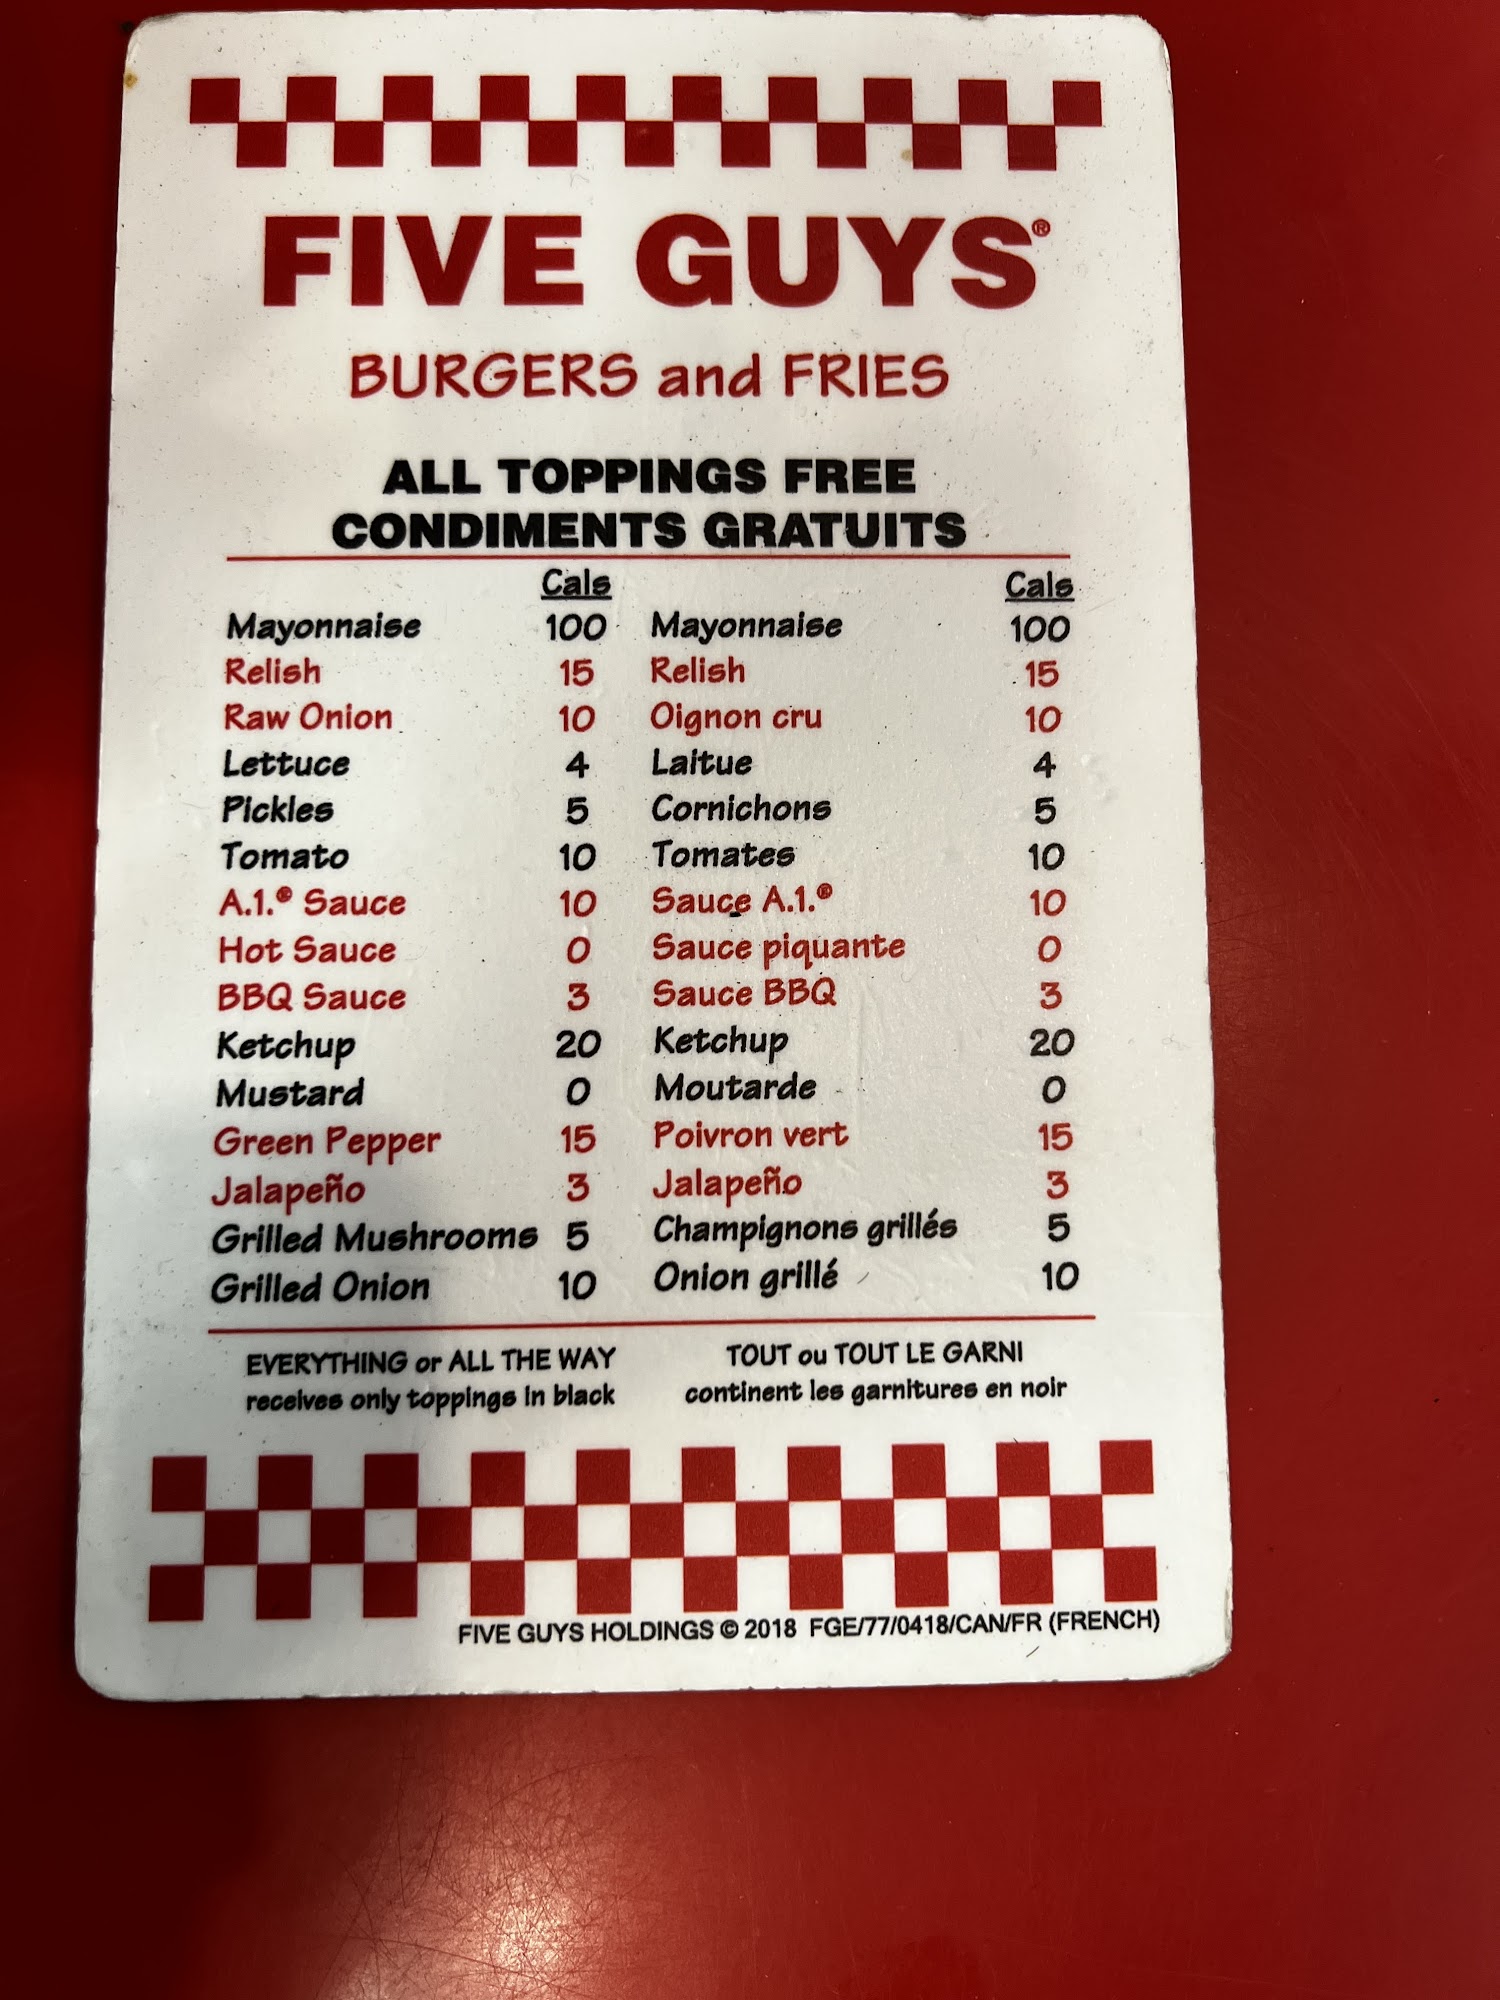 FIVE GUYS®
BURGERS and FRIES
ALL TOPPINGS FREE
CONDIMENTS GRATUITS
Cals Cals
Mayonnaise 100 Mayonnaise 100
Relish 15 Relish 15
Raw Onion 10 Oignon cru 10
Lettuce 4 Laitue 4
Pickles 5 Cornichons 5
Tomato 10 Tomates 10
A.1.® Sauce 10 Sauce A.1.® 10
Hot Sauce 0 Sauce piquante 0
BBQ Sauce 3 Sauce BBQ 3
Ketchup 20 Ketchup 20
Mustard 0 Moutarde 0
Green Pepper 15 Poivron vert 15
Jalapeño 3 Jalapeño 3
Grilled Mushrooms 5 Champignons grillés 5
Grilled Onion 10 Onion grillé 10
EVERYTHING or ALL THE WAY TOUT ou TOUT LE GARNI
receives only toppings in black continent les garnitures en noir
FIVE GUYS HOLDINGS © 2018 FGE/77/0418/CAN/FR (FRENCH)